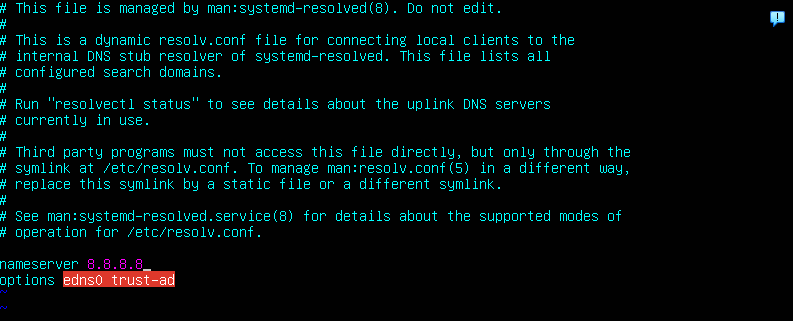 # This file is managed by man:systemd-resolved(8). Do not edit.
#
# This is a dynamic resolv.conf file for connecting local clients to the
# internal DNS stub resolver of systemd-resolved. This file lists all
# configured search domains.
#
# Run "resolvectl status" to see details about the uplink DNS servers
# currently in use.
#
# Third party programs must not access this file directly, but only through the
# symlink at /etc/resolv.conf. To manage man:resolv.conf(5) in a different way,
# replace this symlink by a static file or a different symlink.
#
# See man:systemd-resolved.service(8) for details about the supported modes of
# operation for /etc/resolv.conf.

nameserver 8.8.8.8
options edns0 trust-ad
~
~